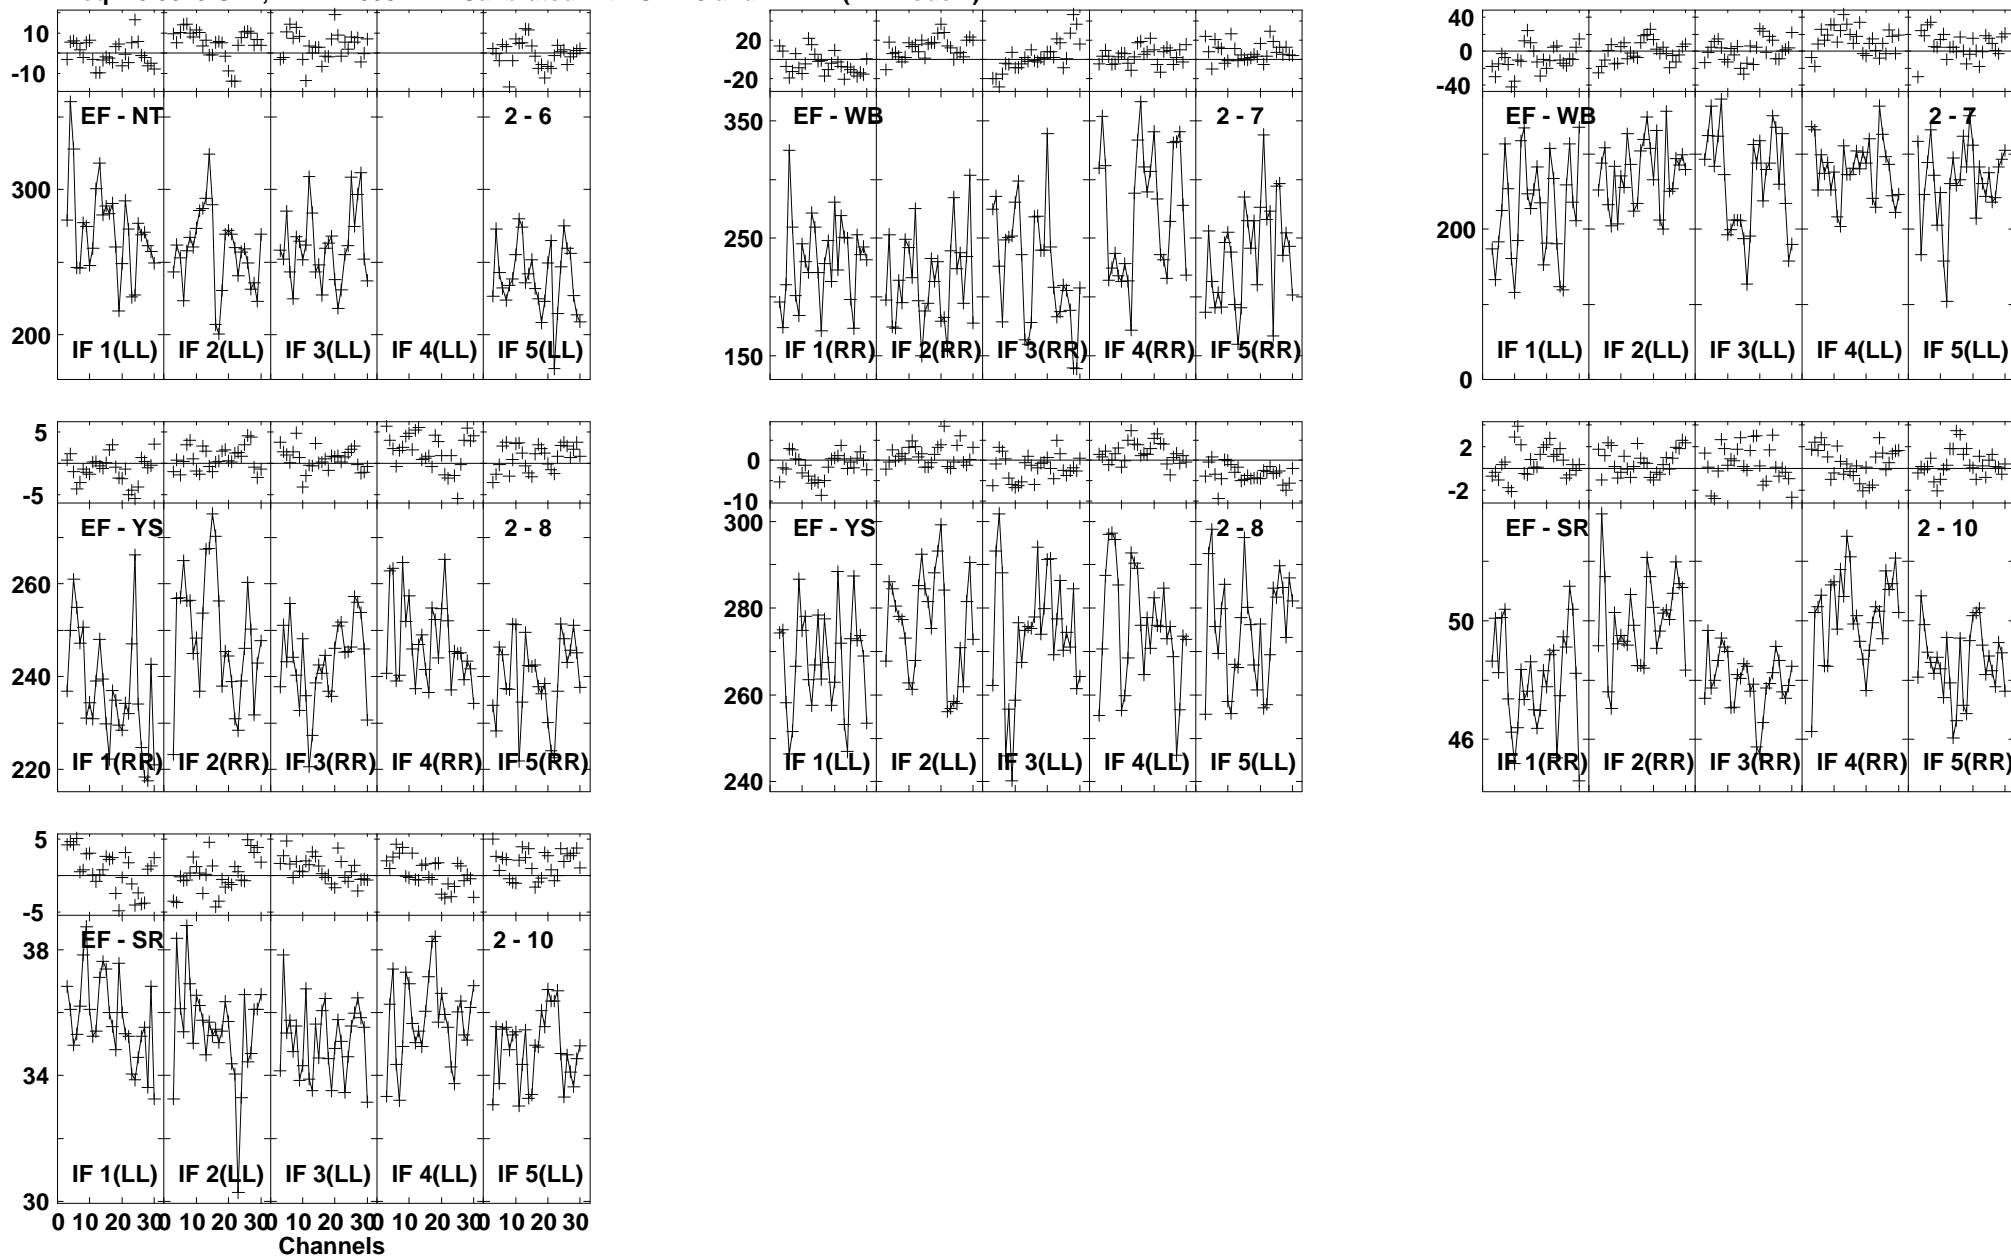 10
-10
EF - NT
2 - 6
300
200
IF 1(LL) IF 2(LL) IF 3(LL) IF 4(LL) IF 5(LL)
20
-20
EF - WB
2 - 7
350
250
150
IF 1(RR) IF 2(RR) IF 3(RR) IF 4(RR) IF 5(RR)
40
0
-40
EF - WB
2 - 7
200
0
IF 1(LL) IF 2(LL) IF 3(LL) IF 4(LL) IF 5(LL)
5
-5
EF - YS
2 - 8
260
240
220
IF 1(RR) IF 2(RR) IF 3(RR) IF 4(RR) IF 5(RR)
0
-10
300
EF - YS
2 - 8
280
260
240
IF 1(LL) IF 2(LL) IF 3(LL) IF 4(LL) IF 5(LL)
2
-2
EF - SR
2 - 10
50
46
IF 1(RR) IF 2(RR) IF 3(RR) IF 4(RR) IF 5(RR)
5
-5
EF - SR
2 - 10
38
34
30
IF 1(LL) IF 2(LL) IF 3(LL) IF 4(LL) IF 5(LL)
0 10 20 30 0 10 20 30 0 10 20 30 0 10 20 30 0 10 20 30
Channels